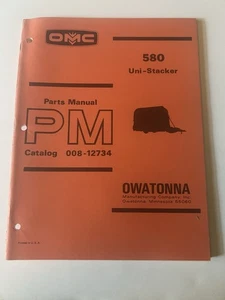 OMC
580
Uni-Stacker
Parts Manual
PM
Catalog 008-12734
OWATONNA
Manufacturing Company, Inc.
Owatonna, Minnesota 55060